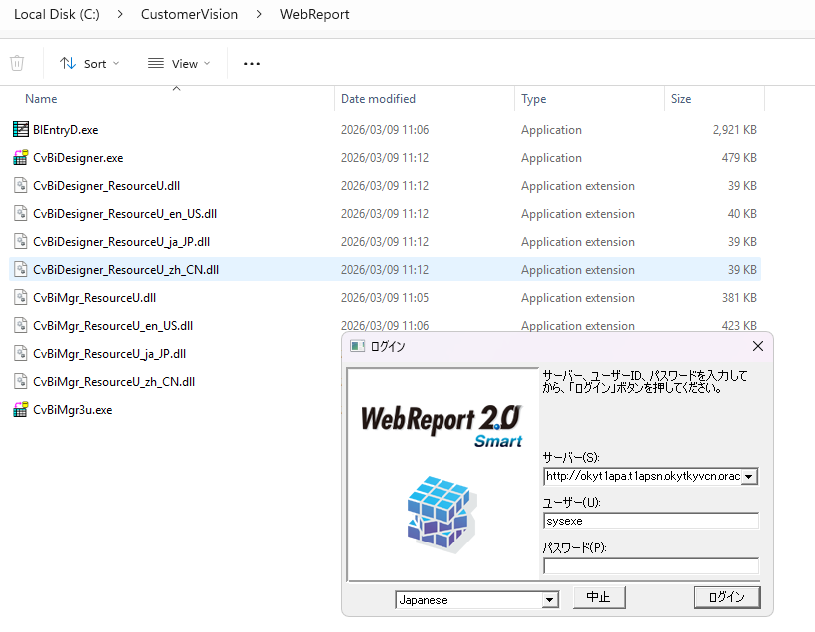 Local Disk (C:) > CustomerVision > WebReport
Sort View ...
Name Date modified Type Size
BIEntryD.exe 2026/03/09 11:06 Application 2,921 KB
CvBiDesigner.exe 2026/03/09 11:12 Application 479 KB
CvBiDesigner_ResourceU.dll 2026/03/09 11:12 Application extension 39 KB
CvBiDesigner_ResourceU_en_US.dll 2026/03/09 11:12 Application extension 40 KB
CvBiDesigner_ResourceU_ja_JP.dll 2026/03/09 11:12 Application extension 39 KB
CvBiDesigner_ResourceU_zh_CN.dll 2026/03/09 11:12 Application extension 39 KB
CvBiMgr_ResourceU.dll 2026/03/09 11:05 Application extension 381 KB
CvBiMgr_ResourceU_en_US.dll 2026/03/09 11:06 Application extension 423 KB
CvBiMgr_ResourceU_ja_JP.dll
CvBiMgr_ResourceU_zh_CN.dll
CvBiMgr3u.exe
ログイン
サーバー、ユーザーID、パスワードを入力して
から、「ログイン」ボタンを押してください。
WebReport 2.0
Smart
サーバー(S):
http://okyt1apa.t1apsn.okytkyvcn.orac
ユーザー(U):
sysexe
パスワード(P):
Japanese 中止 ログイン